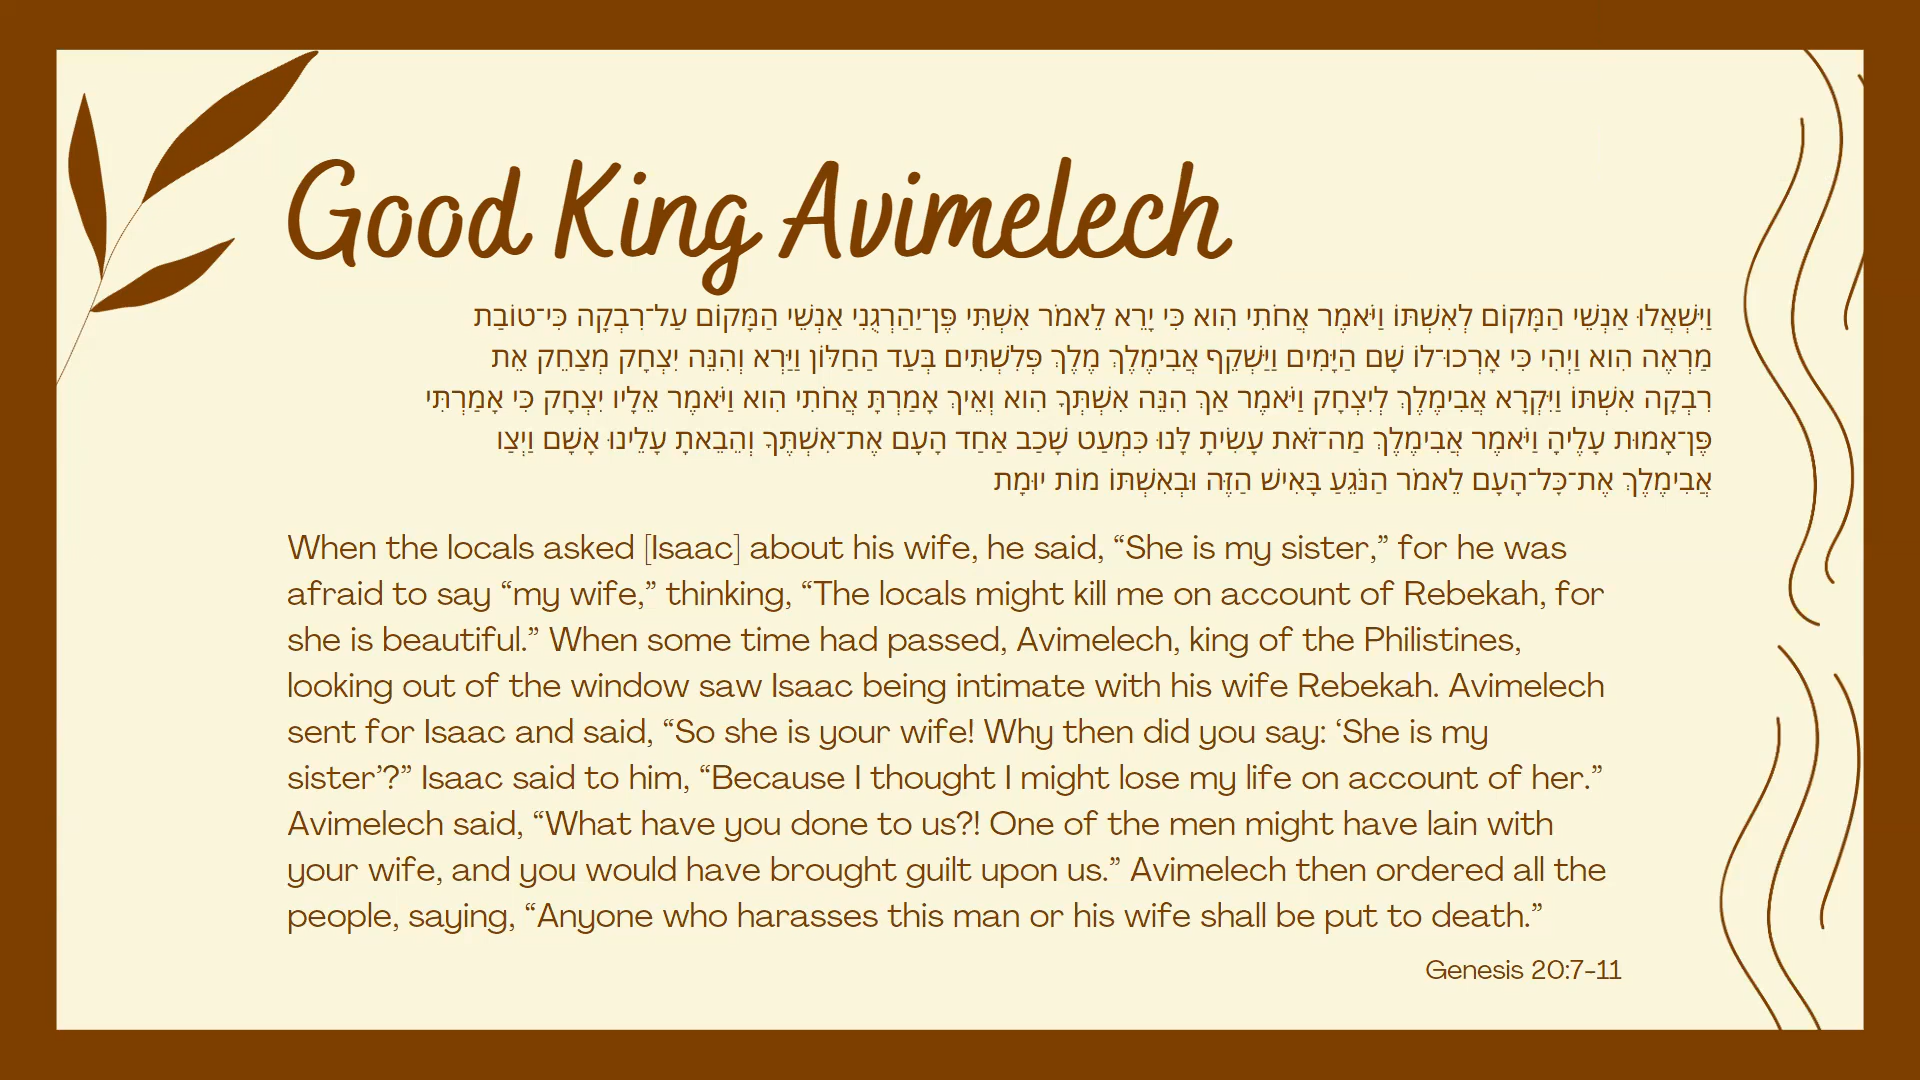 Good King Avimelech
וַיִּשְׁאֲלוּ אַנְשֵׁי הַמָּקוֹם לְאִשְׁתּוֹ וַיֹּאמֶר אֲחֹתִי הִוא כִּי יָרֵא לֵאמֹר אִשְׁתִּי פֶּן־יַהַרְגֻנִי אַנְשֵׁי הַמָּקוֹם עַל־רִבְקָה כִּי־טוֹבַת
מַרְאֶה הִוא וַיְהִי כִּי אָרְכוּ־לוֹ שָׁם הַיָּמִים וַיַּשְׁקֵף אֲבִימֶלֶךְ מֶלֶךְ פְּלִשְׁתִּים בְּעַד הַחַלּוֹן וַיַּרְא וְהִנֵּה יִצְחָק מְצַחֵק אֵת
רִבְקָה אִשְׁתּוֹ וַיִּקְרָא אֲבִימֶלֶךְ לְיִצְחָק וַיֹּאמֶר אַךְ הִנֵּה אִשְׁתְּךָ הִוא וְאֵיךְ אָמַרְתָּ אֲחֹתִי הִוא וַיֹּאמֶר אֵלָיו יִצְחָק כִּי אָמַרְתִּי
פֶּן־אָמוּת עָלֶיהָ וַיֹּאמֶר אֲבִימֶלֶךְ מַה־זֹּאת עָשִׂיתָ לָּנוּ כִּמְעַט שָׁכַב אַחַד הָעָם אֶת־אִשְׁתֶּךָ וְהֵבֵאתָ עָלֵינוּ אָשָׁם וַיְצַו
אֲבִימֶלֶךְ אֶת־כׇּל־הָעָם לֵאמֹר הַנֹּגֵעַ בָּאִישׁ הַזֶּה וּבְאִשְׁתּוֹ מוֹת יוּמָת
When the locals asked [Isaac] about his wife, he said, “She is my sister,” for he was
afraid to say “my wife,” thinking, “The locals might kill me on account of Rebekah, for
she is beautiful.” When some time had passed, Avimelech, king of the Philistines,
looking out of the window saw Isaac being intimate with his wife Rebekah. Avimelech
sent for Isaac and said, “So she is your wife! Why then did you say: ‘She is my
sister’?” Isaac said to him, “Because I thought I might lose my life on account of her.”
Avimelech said, “What have you done to us?! One of the men might have lain with
your wife, and you would have brought guilt upon us.” Avimelech then ordered all the
people, saying, “Anyone who harasses this man or his wife shall be put to death.”
Genesis 20:7-11